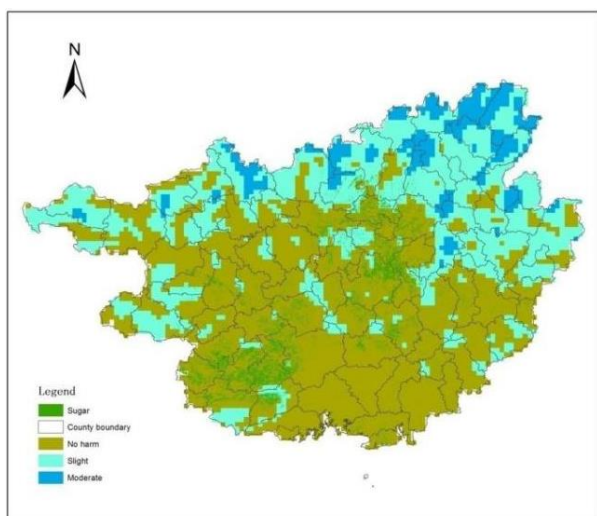 N
Legend
Sugar
County boundary
No harm
Slight
Moderate